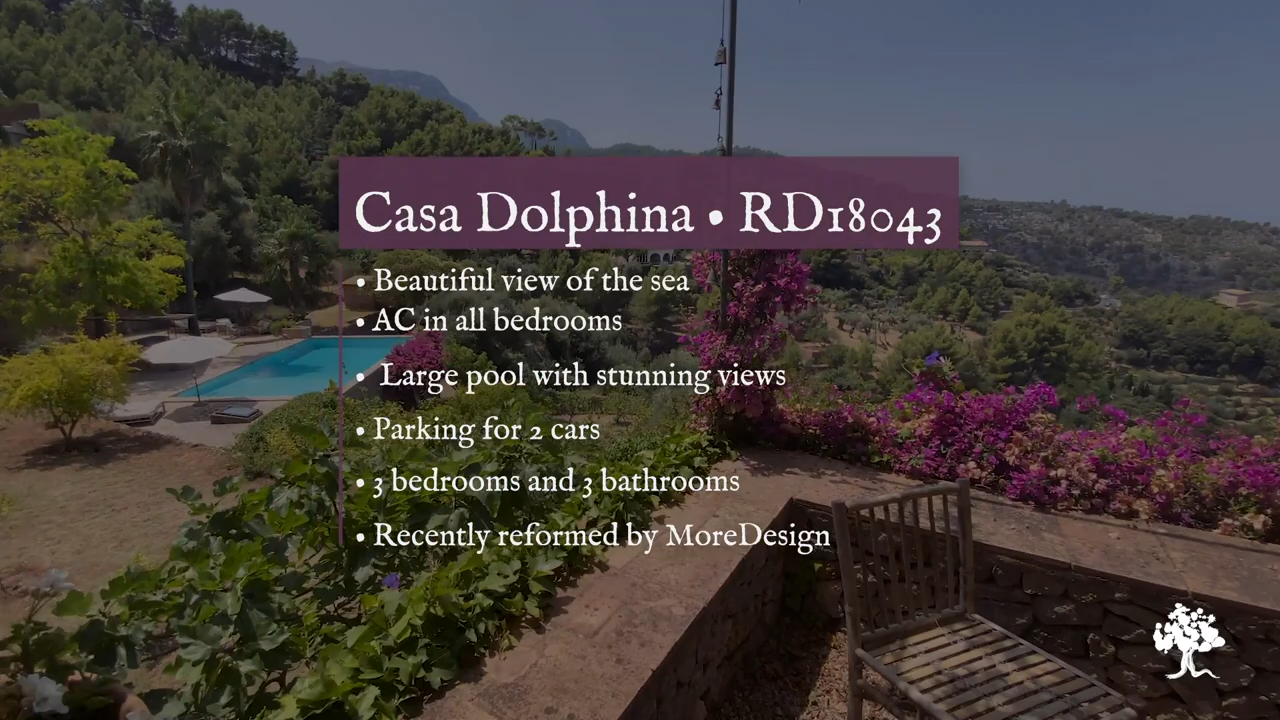 Casa Dolphina • RD18043
• Beautiful view of the sea
• AC in all bedrooms
• Large pool with stunning views
• Parking for 2 cars
• 3 bedrooms and 3 bathrooms
• Recently reformed by MoreDesign